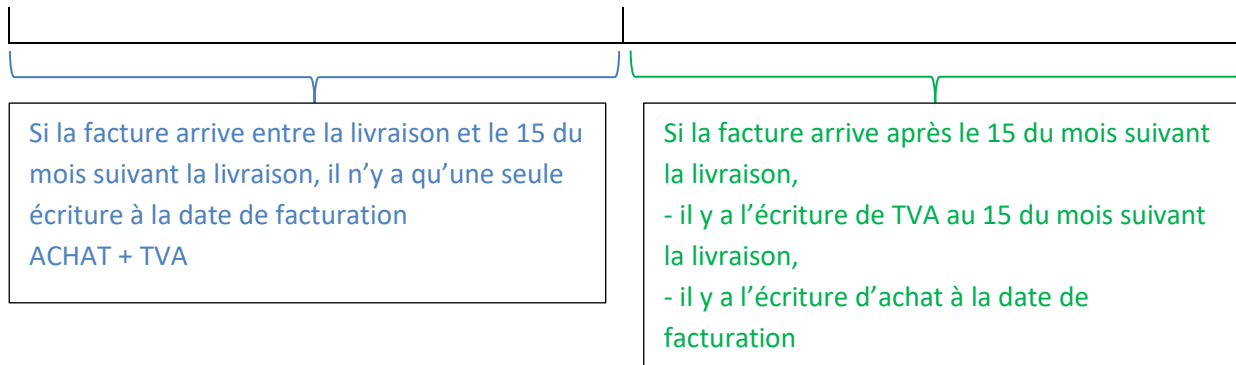 Si la facture arrive entre la livraison et le 15 du
mois suivant la livraison, il n’y a qu’une seule
écriture à la date de facturation
ACHAT + TVA
Si la facture arrive après le 15 du mois suivant
la livraison,
- il y a l’écriture de TVA au 15 du mois suivant
la livraison,
- il y a l’écriture d’achat à la date de
facturation